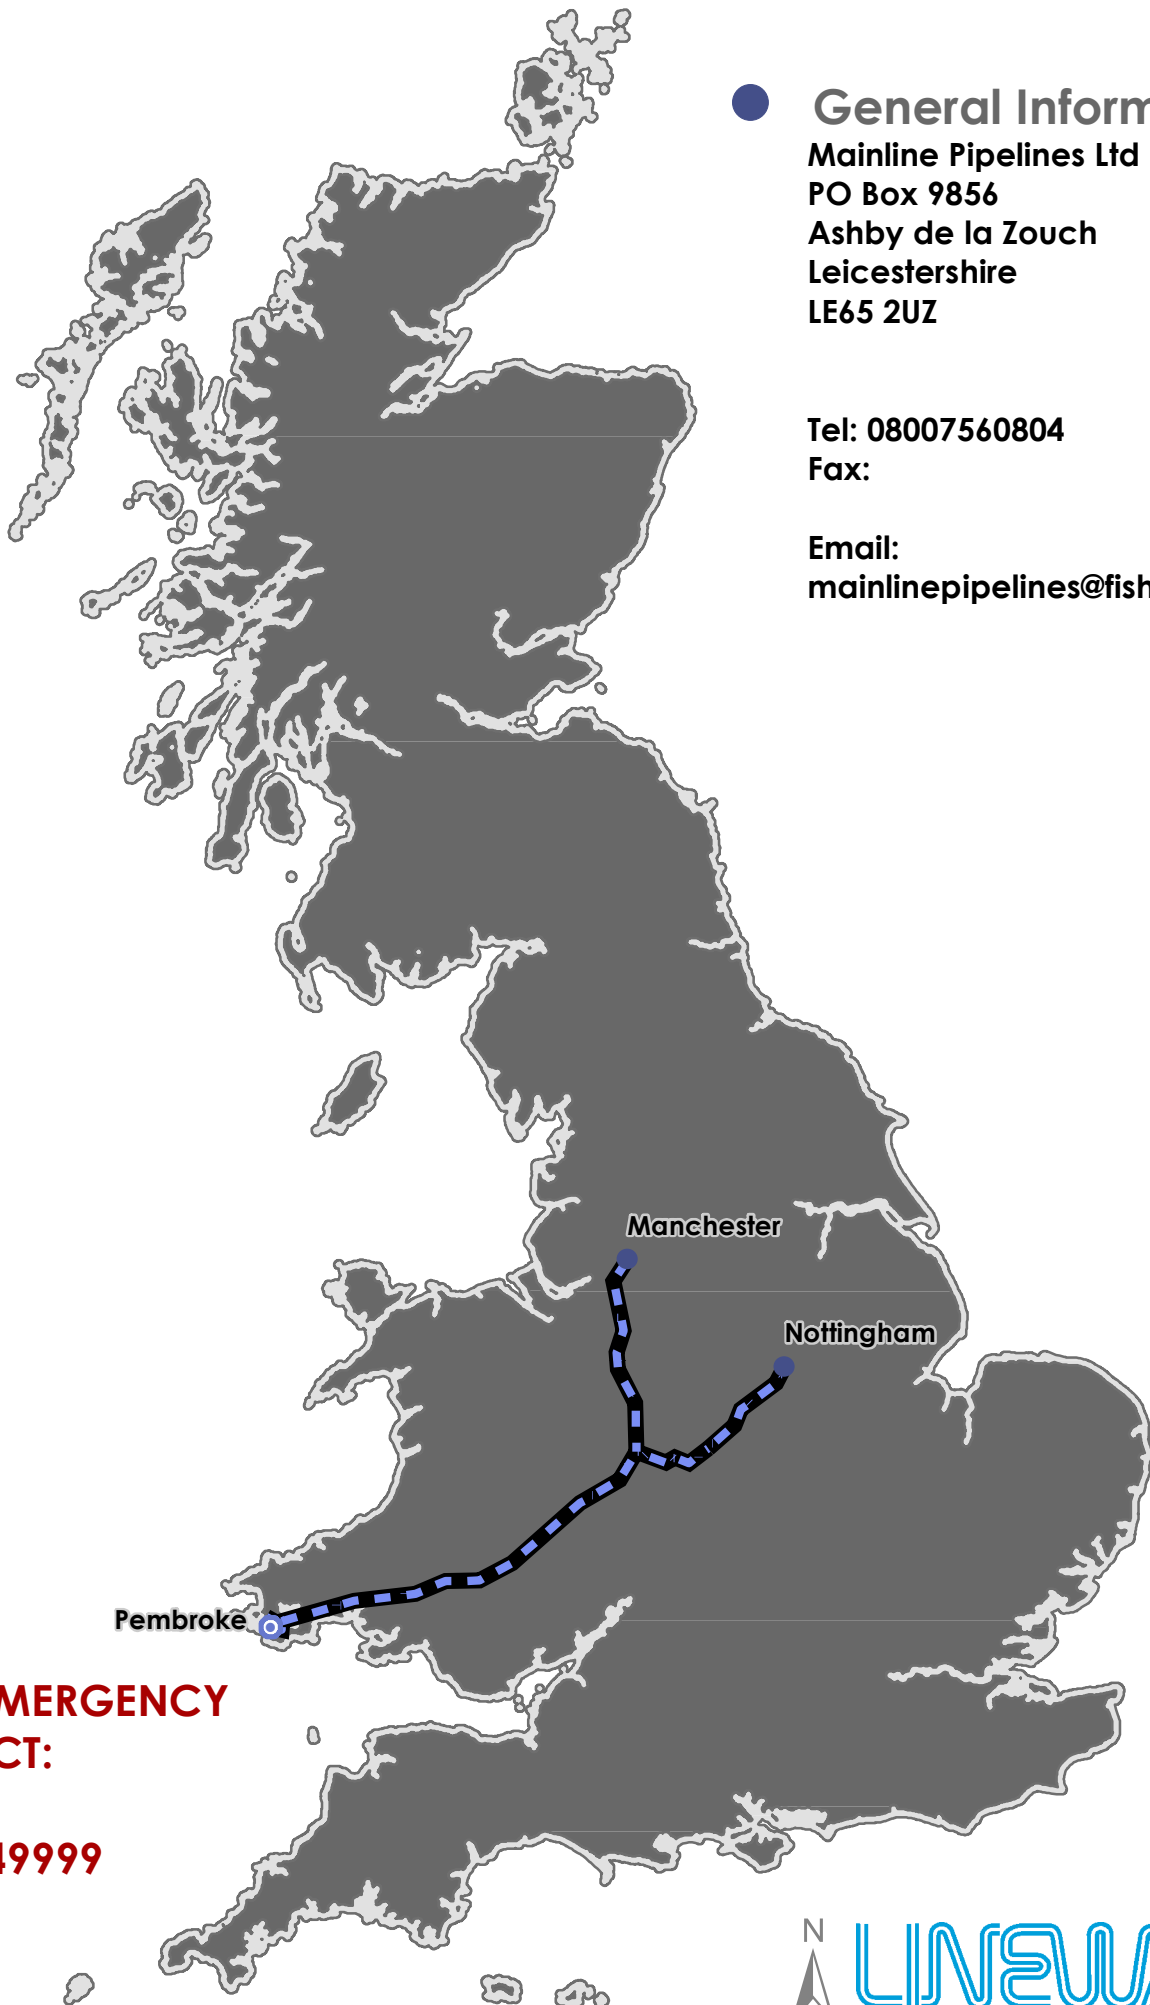 General Inform
Mainline Pipelines Ltd
PO Box 9856
Ashby de la Zouch
Leicestershire
LE65 2UZ
Tel: 08007560804
Fax:
Email:
mainlinepipelines@fish
Manchester
Nottingham
Pembroke
MERGENCY
CT:
49999
N
LINEWA